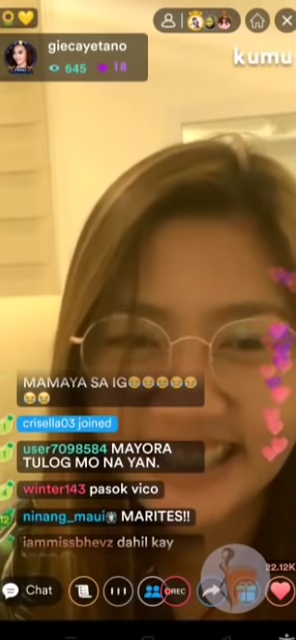 giecayetano
645 18
kumu
MAMAYA SA IG
crisella03 joined
user7098584 MAYORA
TULOG MO NA YAN.
winter143 pasok vico
12 ninang_maui MARITES!!
iammissbhevz dahil kay
22.12K
Chat
REC